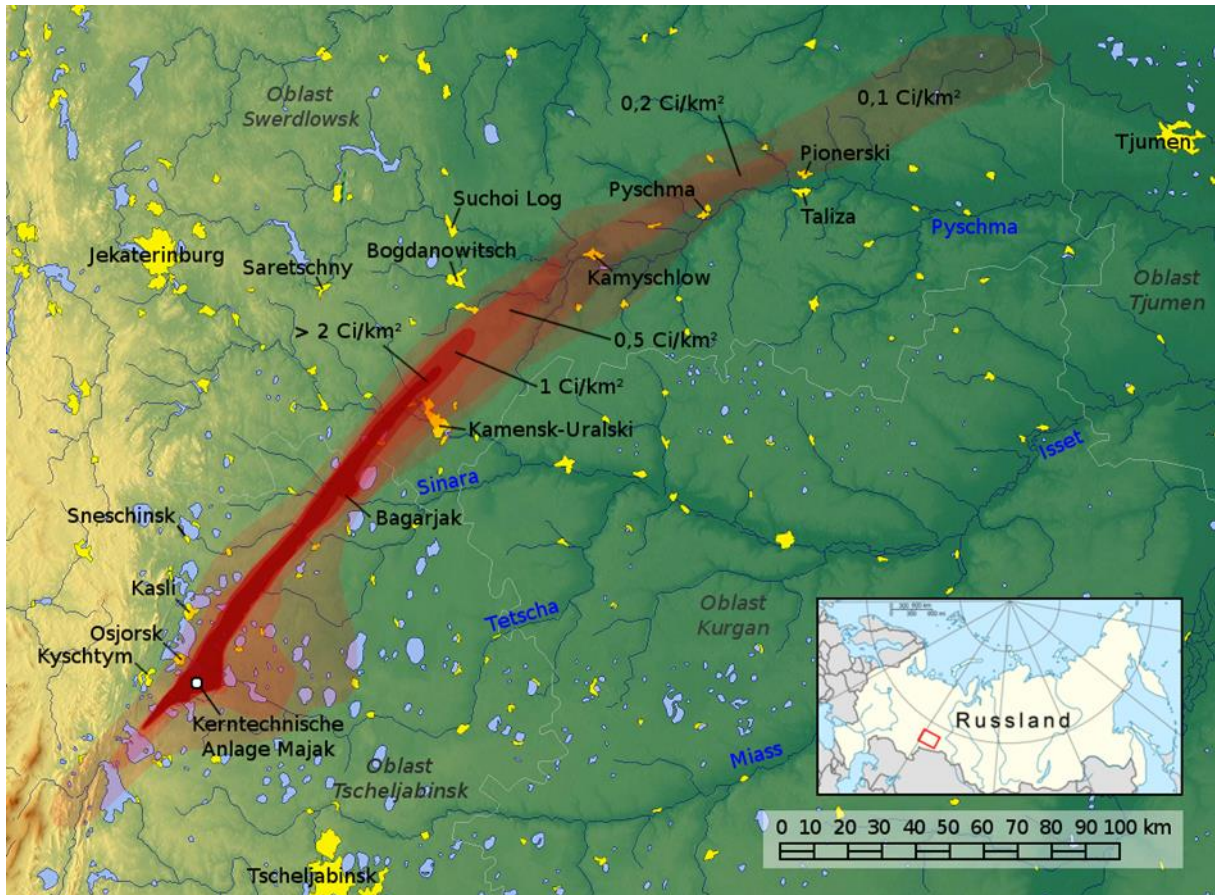 Oblast
Swerdlowsk
0,2 Ci/km²
0,1 Ci/km²
Tjumen
Pionerski
Pyschma
Suchoi Log
Taliza
Pyschma
Jekaterinburg
Bogdanowitsch
Saretschny
Kamyschlow
Oblast
Tjumen
> 2 Ci/km²
0,5 Ci/km²
1 Ci/km²
Kamensk-Uralski
Isset
Sinara
Sneschinsk
Bagarjak
Kasli
Tetscha
Oblast
Kurgan
Osjorsk
Kyschtym
Kerntechnische
Anlage Majak
Russland
Oblast
Tscheljabinsk
Miass
0 10 20 30 40 50 60 70 80 90 100 km
Tscheljabinsk